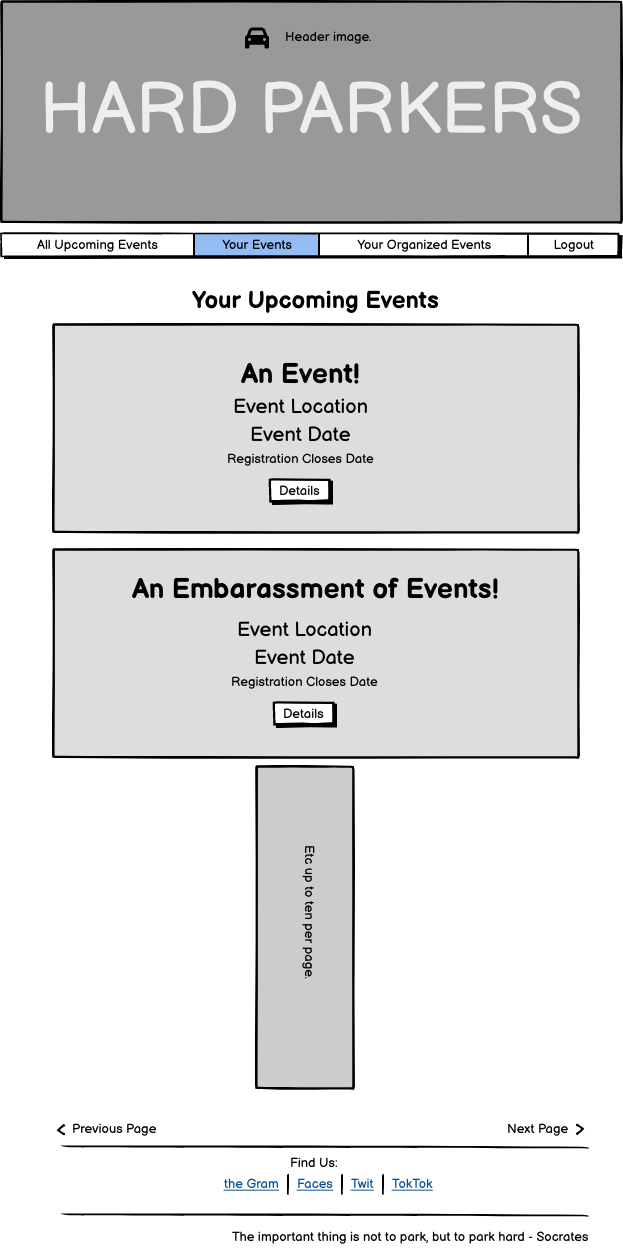 Header image.
HARD PARKERS
All Upcoming Events
Your Events
Your Organized Events
Logout
Your Upcoming Events
An Event!
Event Location
Event Date
Registration Closes Date
Details
An Embarassment of Events!
Event Location
Event Date
Registration Closes Date
Details
Etc up to ten per page.
Previous Page
Next Page
Find Us:
the Gram | Faces | Twit | TokTok
The important thing is not to park, but to park hard - Socrates